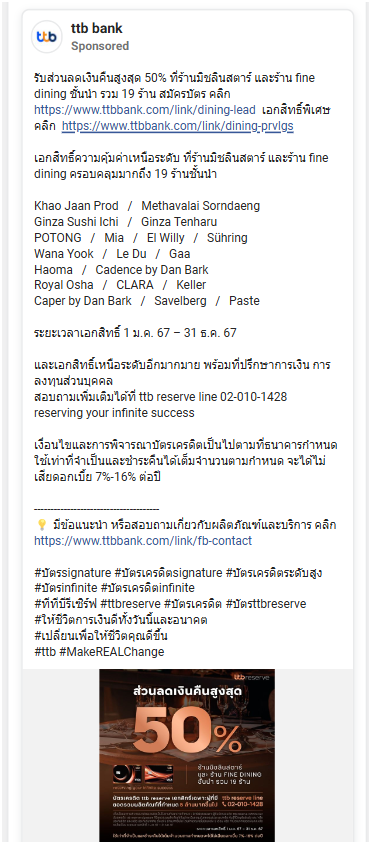 ttb bank
Sponsored
รับส่วนลดเงินคืนสูงสุด 50% ที่ร้านมิชลินสตาร์ และร้าน fine
dining ชั้นนำ รวม 19 ร้าน สมัครบัตร คลิก
https://www.ttbbank.com/link/dining-lead เอกสิทธิ์พิเศษ
คลิก https://www.ttbbank.com/link/dining-prvlgs
เอกสิทธิ์ความคุ้มค่าเหนือระดับ ที่ร้านมิชลินสตาร์ และร้าน fine
dining ครอบคลุมมากถึง 19 ร้านชั้นนำ
Khao Jaan Prod / Methavalai Sorndaeng
Ginza Sushi Ichi / Ginza Tenharu
POTONG / Mia / El Willy / Sühring
Wana Yook / Le Du / Gaa
Haoma / Cadence by Dan Bark
Royal Osha / CLARA / Keller
Caper by Dan Bark / Savelberg / Paste
ระยะเวลาเอกสิทธิ์ 1 ม.ค. 67 – 31 ธ.ค. 67
และเอกสิทธิ์เหนือระดับอีกมากมาย พร้อมที่ปรึกษาการเงิน การ
ลงทุนส่วนบุคคล
สอบถามเพิ่มเติมได้ที่ ttb reserve line 02-010-1428
reserving your infinite success
เงื่อนไขและการพิจารณาบัตรเครดิตเป็นไปตามที่ธนาคารกำหนด
ใช้เท่าที่จำเป็นและชำระคืนได้เต็มจำนวนตามกำหนด จะได้ไม่
เสียดอกเบี้ย 7%-16% ต่อปี
--------------------------------------
มีข้อแนะนำ หรือสอบถามเกี่ยวกับผลิตภัณฑ์และบริการ คลิก
https://www.ttbbank.com/link/fb-contact
#บัตรsignature #บัตรเครดิตsignature #บัตรเครดิตระดับสูง
#บัตรinfinite #บัตรเครดิตinfinite
#ทีทีบีรีเซิร์ฟ #ttbreserve #บัตรเครดิต #บัตรttbreserve
#ให้ชีวิตการเงินดีทั้งวันนี้และอนาคต
#เปลี่ยนเพื่อให้ชีวิตคุณดีขึ้น
#ttb #MakeREALChange
ttbreserve
ส่วนลดเงินคืนสูงสุด
50%
ร้านมิชลินสตาร์
และ ร้าน FINE DINING
ชั้นนำ รวม 19 ร้าน
บัตรเครดิต ttb reserve เอกสิทธิ์เฉพาะผู้ที่มี
ttb reserve line
02-010-1428